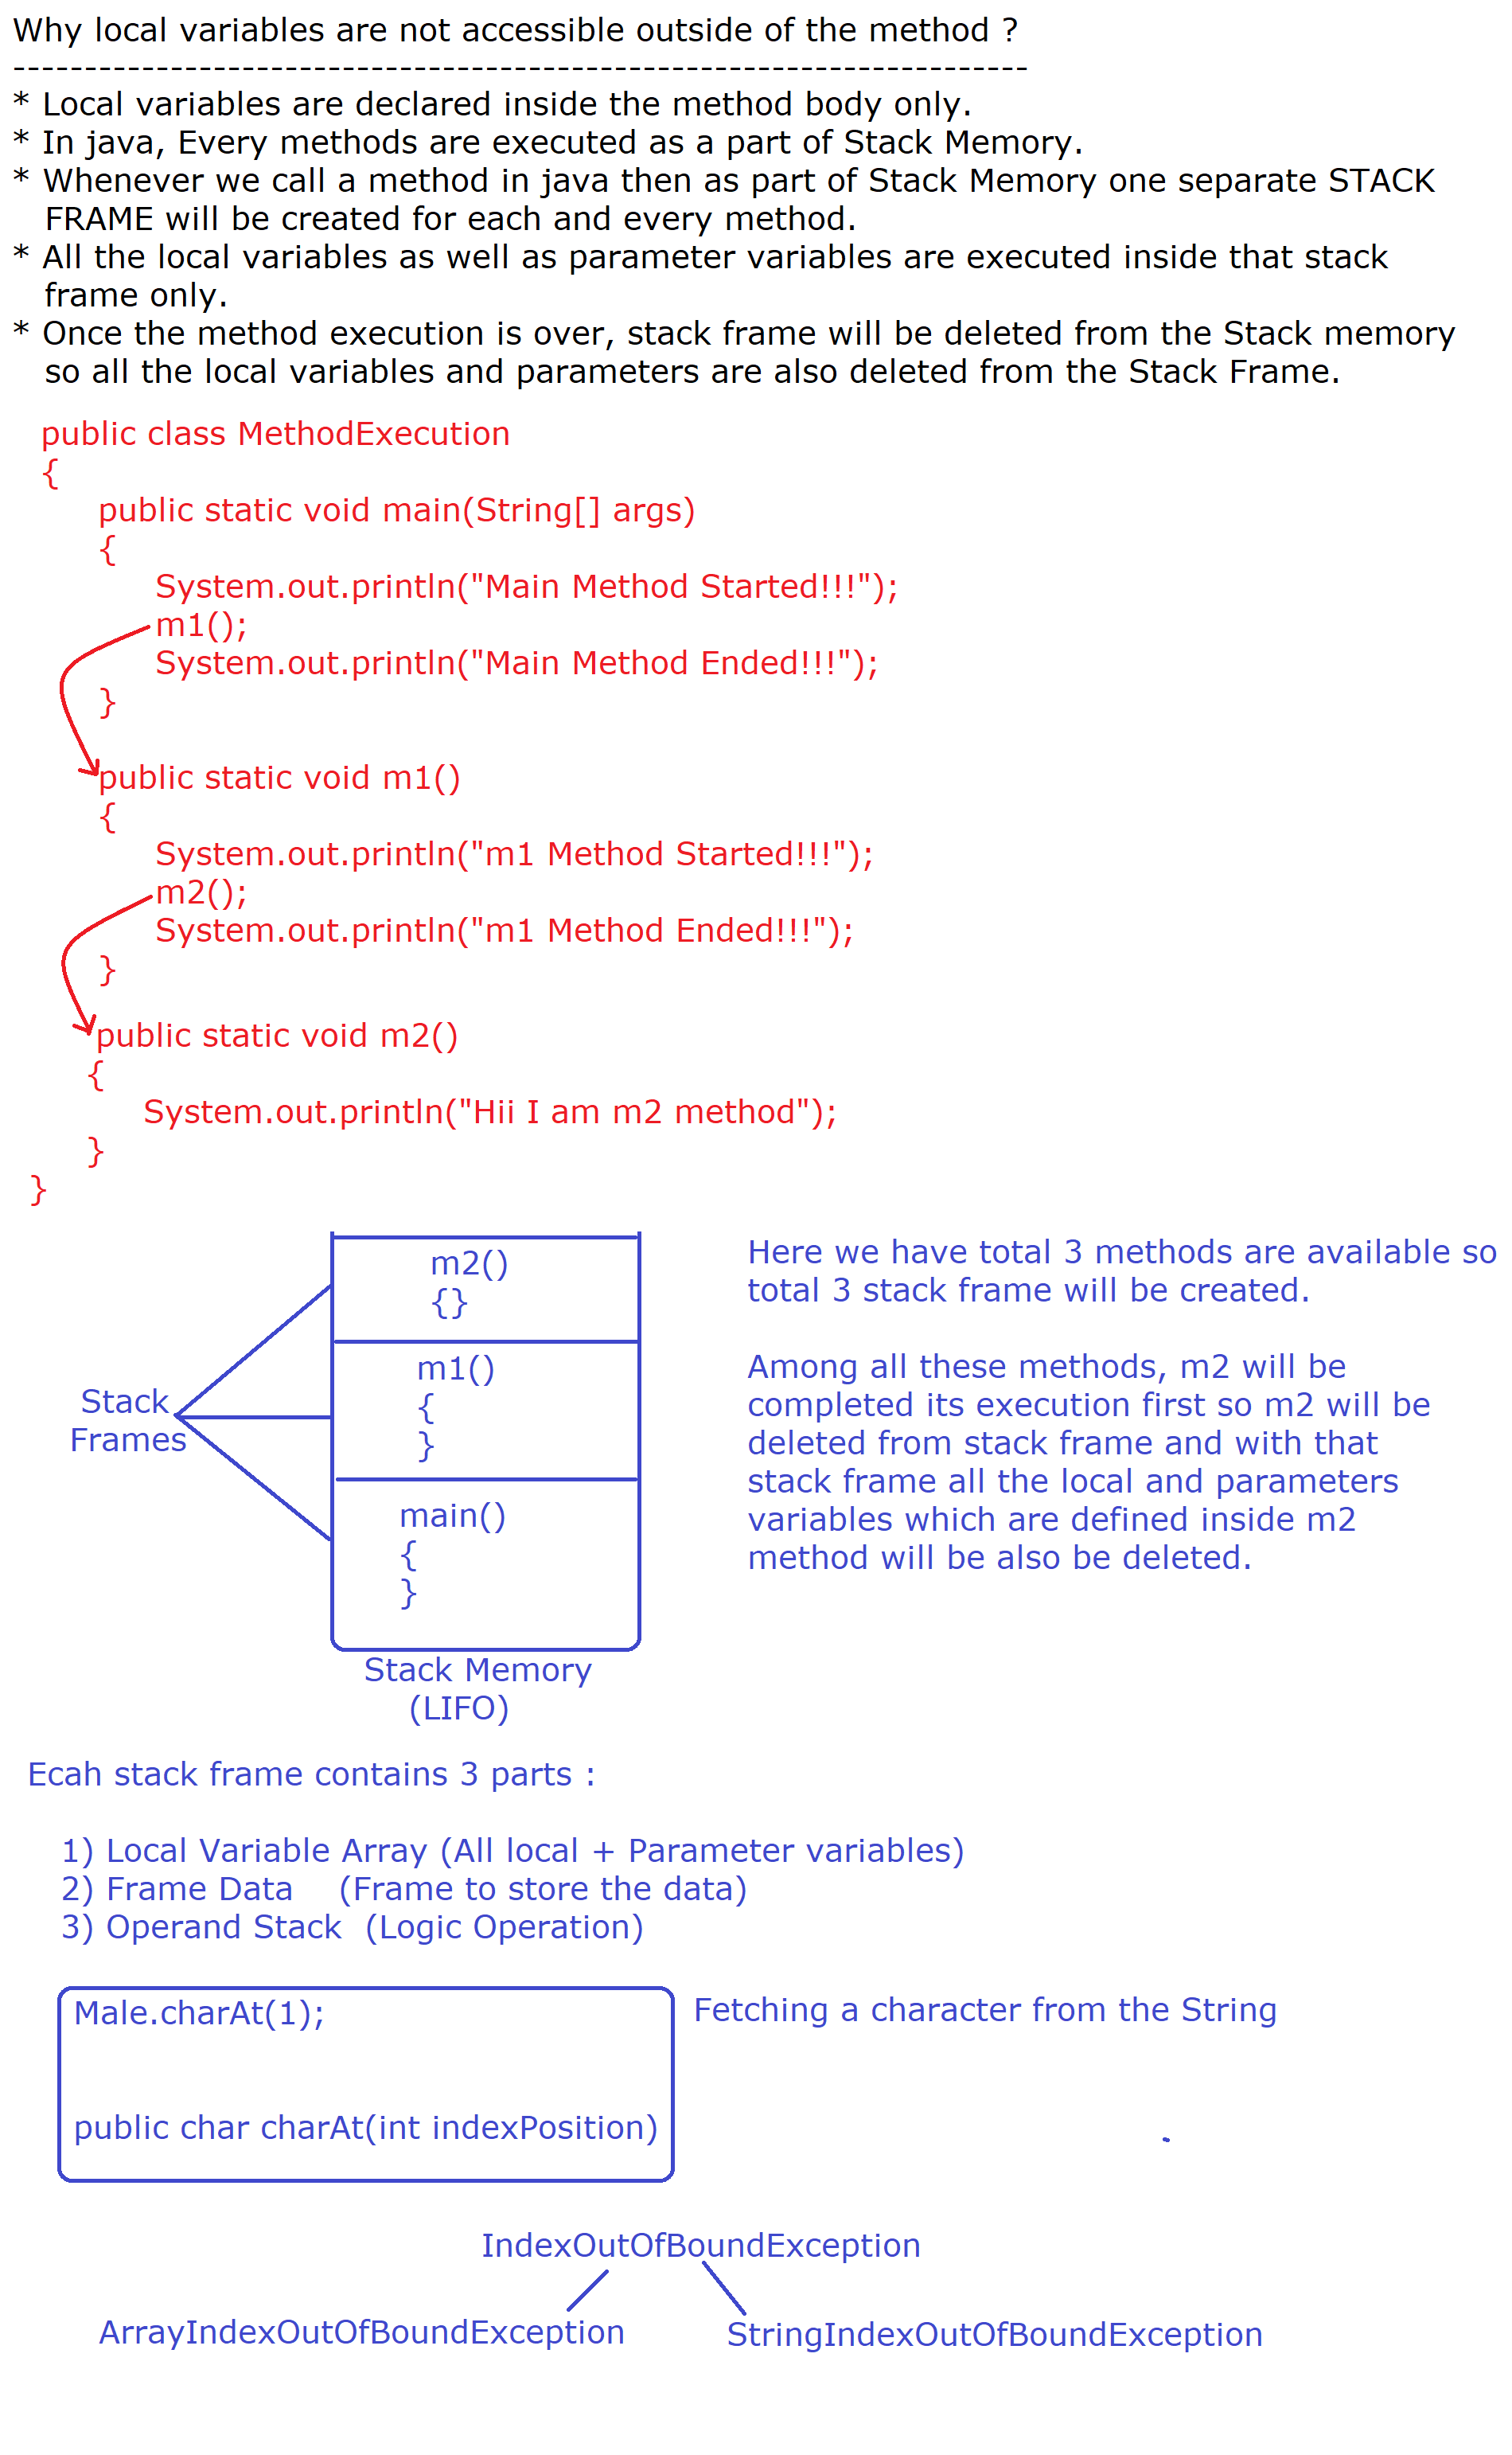 Why local variables are not accessible outside of the method ?
-----------------------------------------------------------------------
* Local variables are declared inside the method body only.
* In java, Every methods are executed as a part of Stack Memory.
* Whenever we call a method in java then as part of Stack Memory one separate STACK
FRAME will be created for each and every method.
* All the local variables as well as parameter variables are executed inside that stack
frame only.
* Once the method execution is over, stack frame will be deleted from the Stack memory
so all the local variables and parameters are also deleted from the Stack Frame.
public class MethodExecution
{
public static void main(String[] args)
{
System.out.println("Main Method Started!!!");
m1();
System.out.println("Main Method Ended!!!");
}
public static void m1()
{
System.out.println("m1 Method Started!!!");
m2();
System.out.println("m1 Method Ended!!!");
}
public static void m2()
{
System.out.println("Hii I am m2 method");
}
}
m2()
{}
m1()
{
}
main()
{
}
Stack
Frames
Stack Memory
(LIFO)
Here we have total 3 methods are available so
total 3 stack frame will be created.
Among all these methods, m2 will be
completed its execution first so m2 will be
deleted from stack frame and with that
stack frame all the local and parameters
variables which are defined inside m2
method will be also be deleted.
Ecah stack frame contains 3 parts :
1) Local Variable Array (All local + Parameter variables)
2) Frame Data (Frame to store the data)
3) Operand Stack (Logic Operation)
Male.charAt(1);
Fetching a character from the String
public char charAt(int indexPosition)
IndexOutOfBoundException
ArrayIndexOutOfBoundException
StringIndexOutOfBoundException